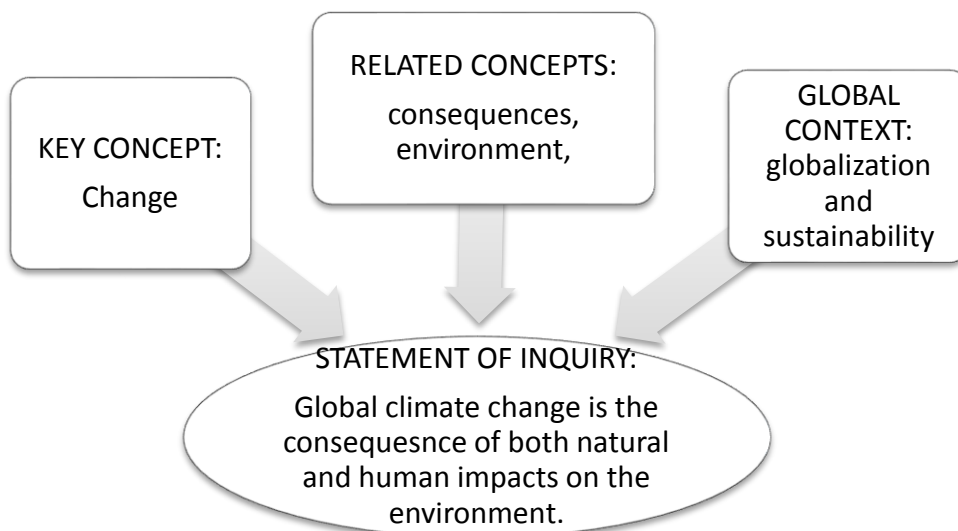 KEY CONCEPT:
Change
RELATED CONCEPTS:
consequences,
environment,
GLOBAL
CONTEXT:
globalization
and
sustainability
STATEMENT OF INQUIRY:
Global climate change is the
consequesnce of both natural
and human impacts on the
environment.